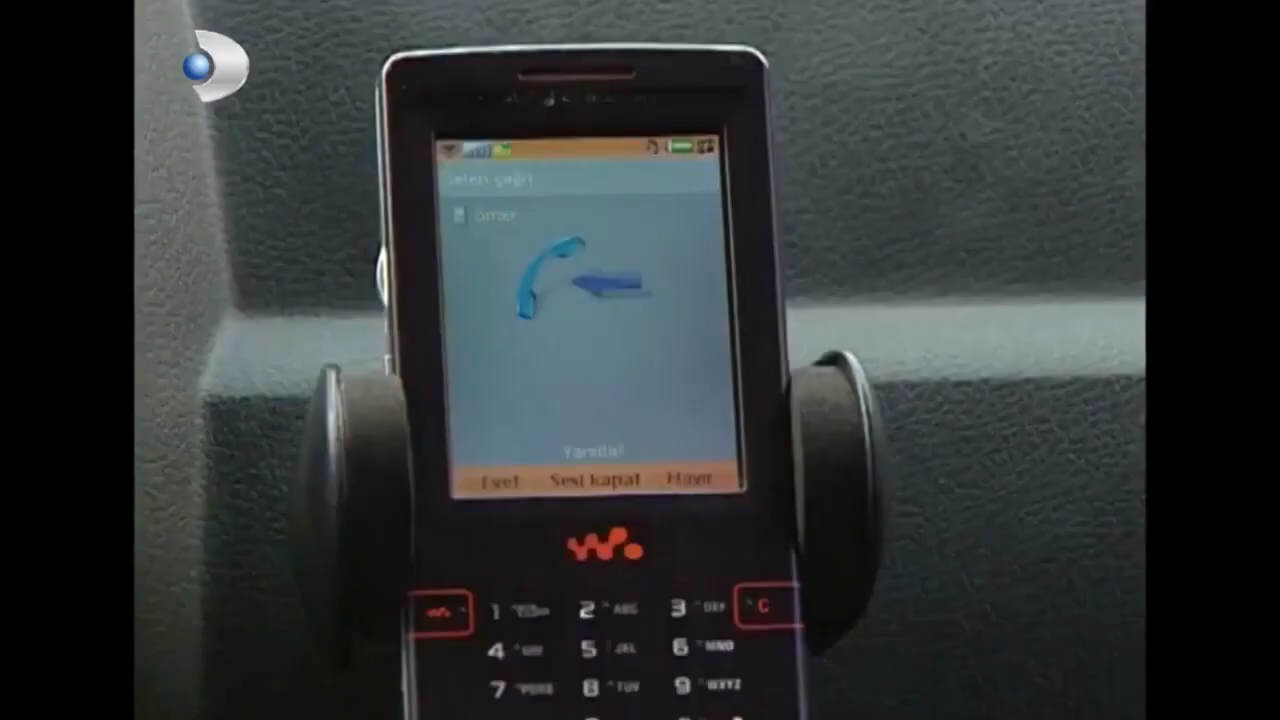 Gelen çağrı
ömer
Yanıtla?
Evet Sesi kapat Hayır
C
1 2 ABC 3 DEF
4 5 JKL 6 MNO
7 PQRS 8 TUV 9 WXYZ